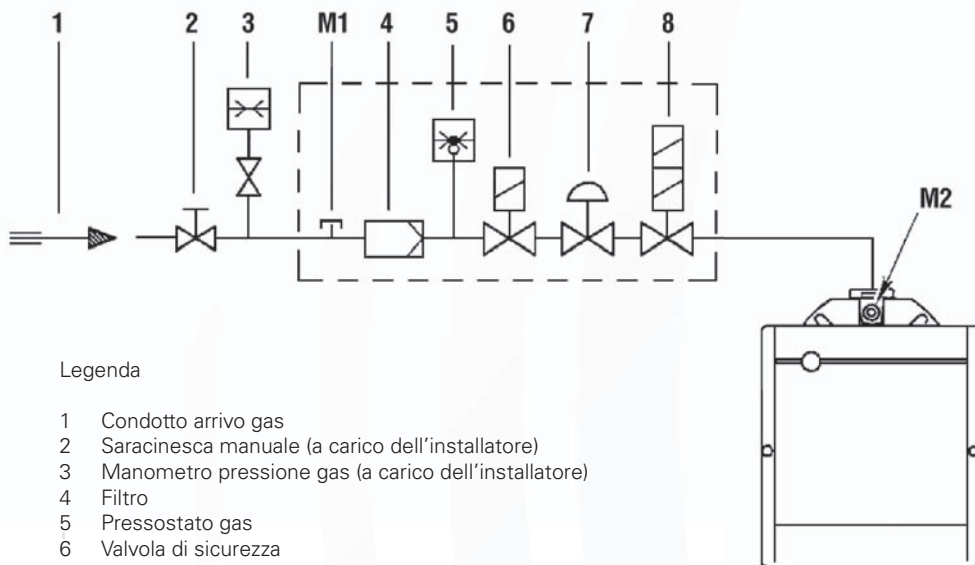 1 2 3 M1 4 5 6 7 8
M2
Legenda
1 Condotto arrivo gas
2 Saracinesca manuale (a carico dell'installatore)
3 Manometro pressione gas (a carico dell'installatore)
4 Filtro
5 Pressostato gas
6 Valvola di sicurezza